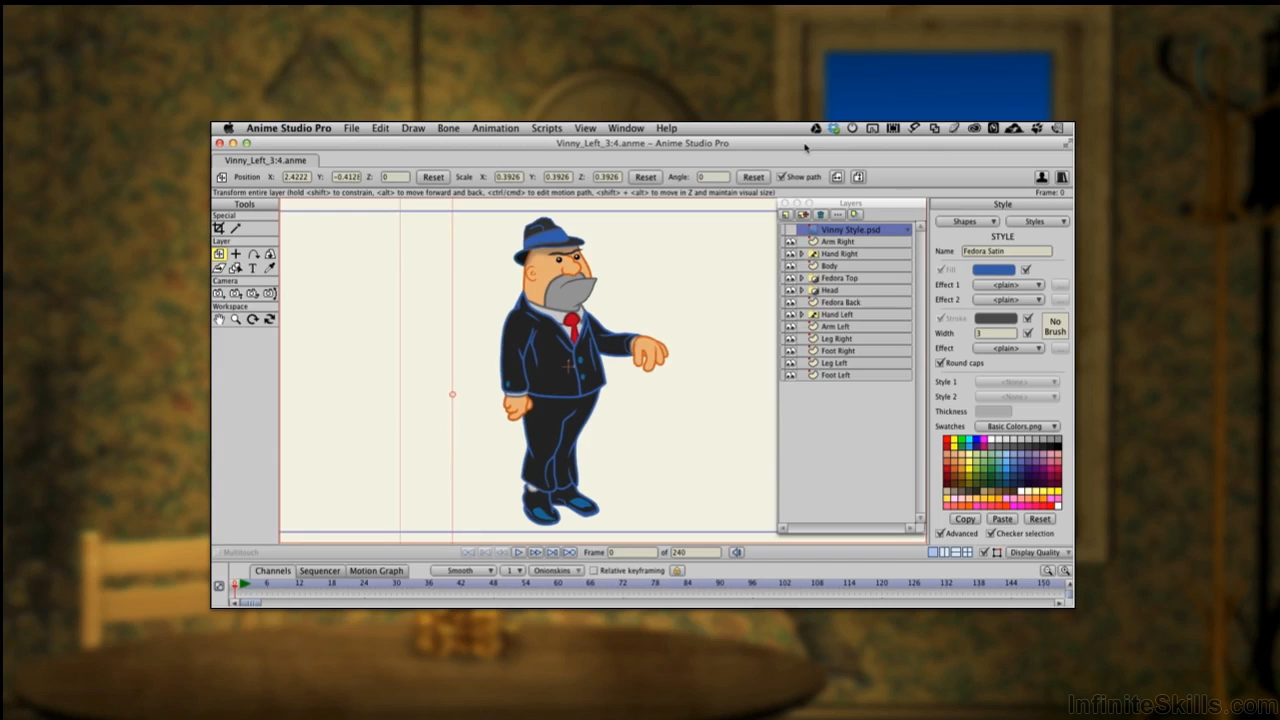 Anime Studio Pro File Edit Draw Bone Animation Scripts View Window Help
Vinny_Left_3:4.anme – Anime Studio Pro
Vinny_Left_3:4.anme
Position X: 2.4222 Y: -0.4123 Z: 0 Reset Scale X: 0.3926 Y: 0.3926 Z: 0.3926 Reset Angle: 0 Reset Show path
Transform entire layer (hold <shift> to constrain, <alt> to move forward and back, <ctrl/cmd> to edit motion path, <shift> + <alt> to move in Z and maintain visual size) Frame: 0
Tools
Special
Layer
Camera
Workspace
Layers
Vinny Style.psd
Arm Right
Hand Right
Body
Fedora Top
Head
Fedora Back
Hand Left
Arm Left
Leg Right
Foot Right
Leg Left
Foot Left
Style
Shapes Styles
STYLE
Name Fedora Satin
Fill
Effect 1 <plain>
Effect 2 <plain>
Stroke
Width 3
No
Brush
Effect <plain>
Round caps
Style 1 <None>
Style 2 <None>
Thickness
Swatches Basic Colors.png
Copy Paste Reset
Advanced Checker selection
Multitouch Frame 0 of 240 Display Quality
Channels Sequencer Motion Graph Smooth 1 Onionskins Relative keyframing
0 6 12 18 24 30 36 42 48 54 60 66 72 78 84 90 96 102 108 114 120 126 132 138 144 150
InfiniteSkills.com